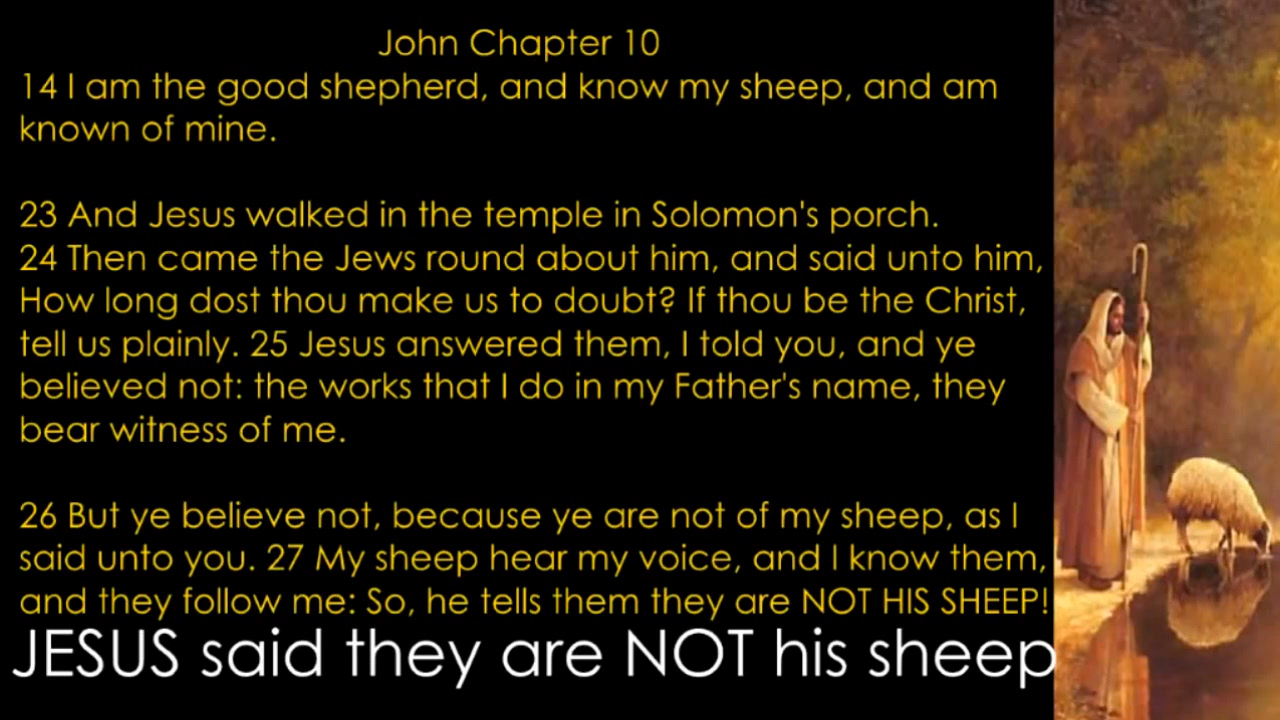 John Chapter 10
14 I am the good shepherd, and know my sheep, and am
known of mine.
23 And Jesus walked in the temple in Solomon's porch.
24 Then came the Jews round about him, and said unto him,
How long dost thou make us to doubt? If thou be the Christ,
tell us plainly. 25 Jesus answered them, I told you, and ye
believed not: the works that I do in my Father's name, they
bear witness of me.
26 But ye believe not, because ye are not of my sheep, as I
said unto you. 27 My sheep hear my voice, and I know them,
and they follow me: So, he tells them they are NOT HIS SHEEP!
JESUS said they are NOT his sheep